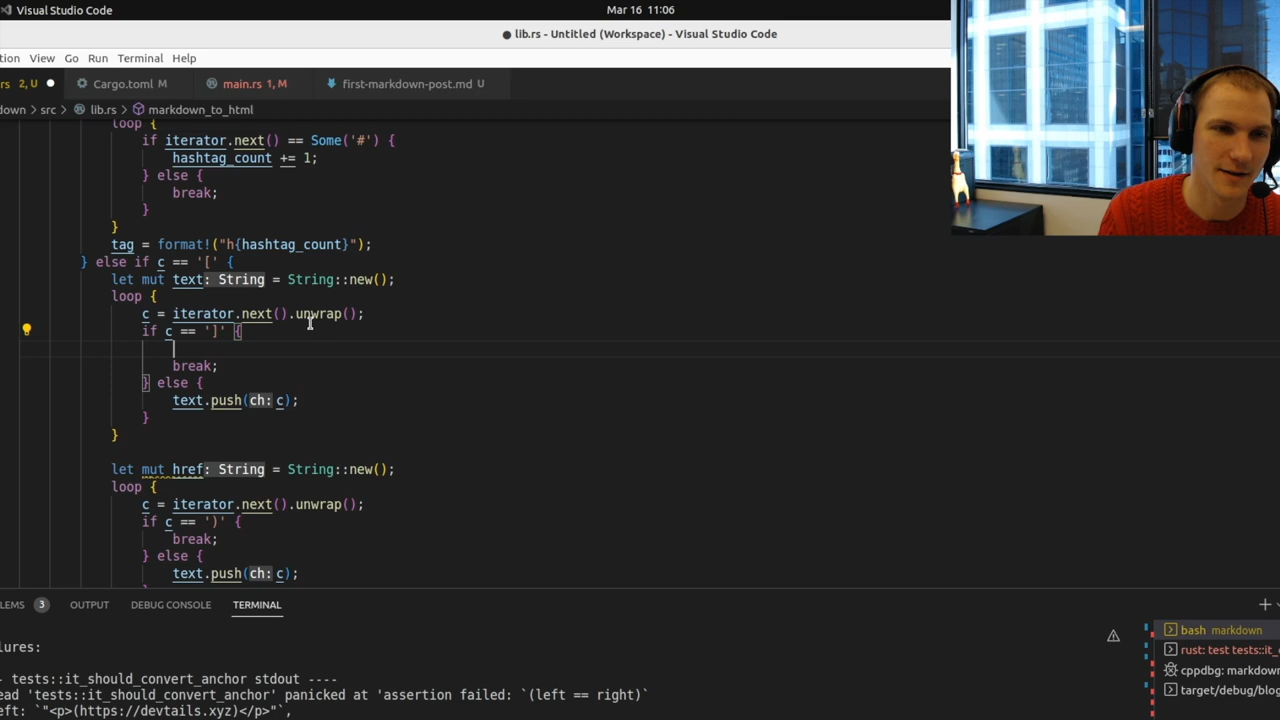 Visual Studio Code
Mar 16 11:06
● lib.rs - Untitled (Workspace) - Visual Studio Code
tion View Go Run Terminal Help
rs 2, U ● Cargo.toml M main.rs 1, M first-markdown-post.md U
down > src > lib.rs > markdown_to_html
loop {
if iterator.next() == Some('#') {
hashtag_count += 1;
} else {
break;
}
}
tag = format!("h{hashtag_count}");
} else if c == '[' {
let mut text: String = String::new();
loop {
c = iterator.next().unwrap();
if c == ']' {
break;
} else {
text.push(ch: c);
}
}
let mut href: String = String::new();
loop {
c = iterator.next().unwrap();
if c == ')' {
break;
} else {
text.push(ch: c);
LEMS 3 OUTPUT DEBUG CONSOLE TERMINAL
lures:
- tests::it_should_convert_anchor stdout ----
ead 'tests::it_should_convert_anchor' panicked at 'assertion failed: `(left == right)`
left: `"<p>(https://devtails.xyz)</p>"`,
bash markdown
rust: test tests::it_
cppdbg: markdown
target/debug/blog